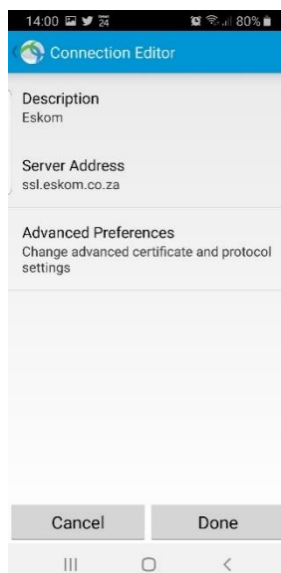 14:00 24 80%
Connection Editor
Description
Eskom
Server Address
ssl.eskom.co.za
Advanced Preferences
Change advanced certificate and protocol
settings
Cancel Done